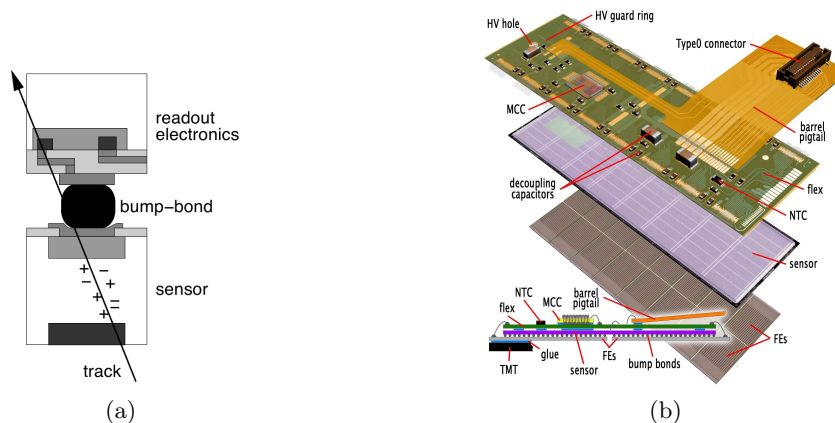 readout
electronics
bump-bond
sensor
track
+ −
− +
+ =
+
(a)
HV hole
HV guard ring
Type0 connector
MCC
barrel
pigtail
decoupling
capacitors
flex
NTC
sensor
barrel
pigtail
NTC
MCC
flex
FEs
glue
sensor
FEs
bump bonds
TMT
(b)